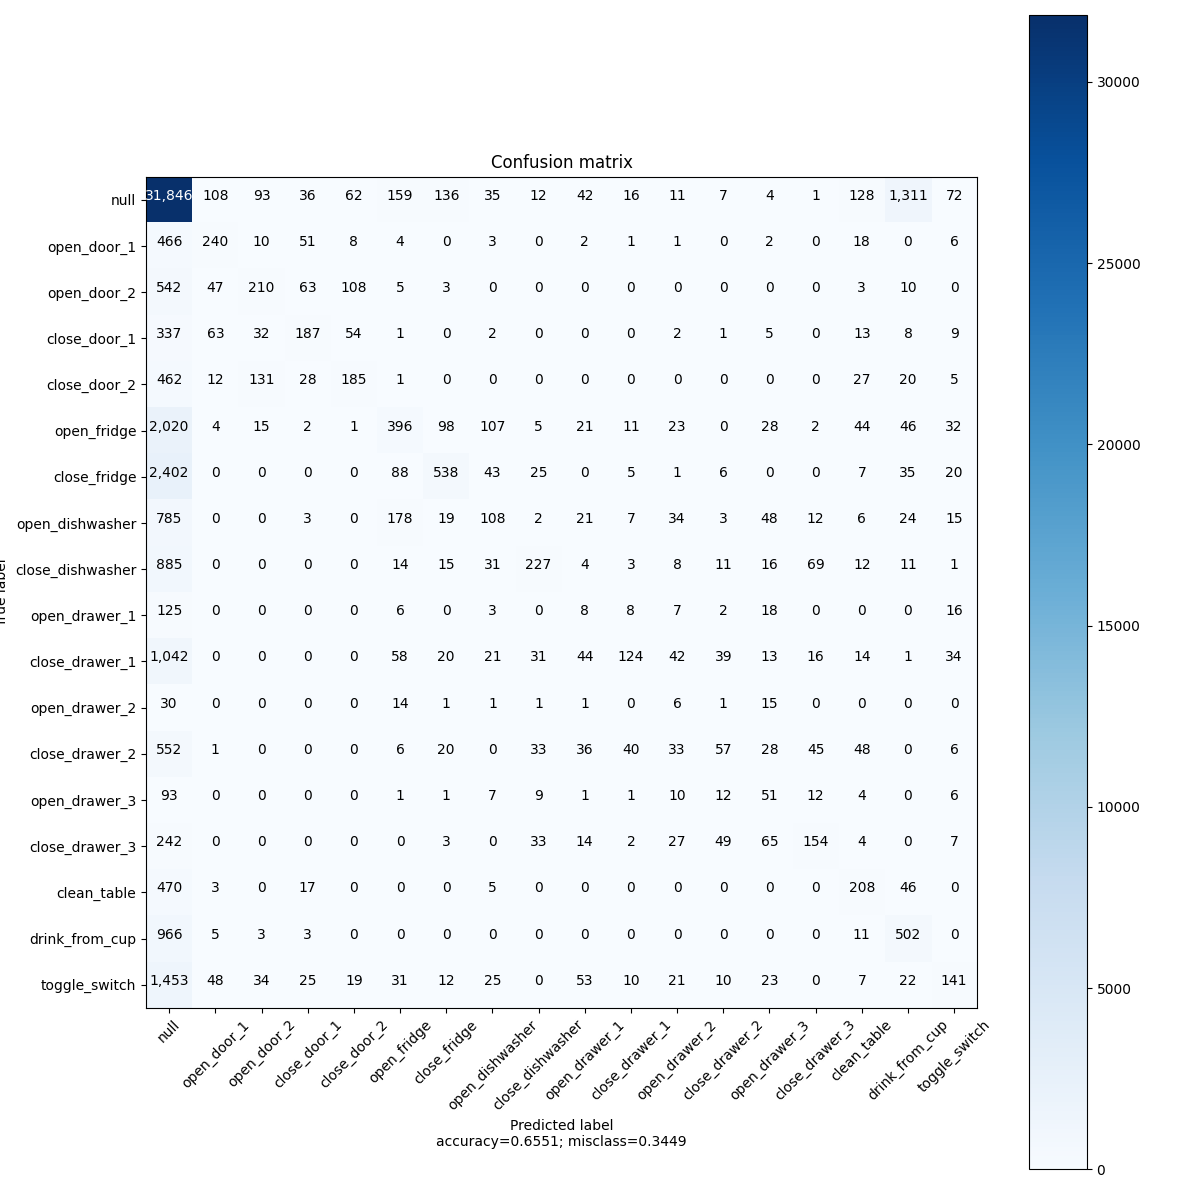 Confusion matrix
null 31,846 108 93 36 62 159 136 35 12 42 16 11 7 4 1 128 1,311 72
open_door_1 466 240 10 51 8 4 0 3 0 2 1 1 0 2 0 18 0 6
open_door_2 542 47 210 63 108 5 3 0 0 0 0 0 0 0 0 3 10 0
close_door_1 337 63 32 187 54 1 0 2 0 0 0 2 1 5 0 13 8 9
close_door_2 462 12 131 28 185 1 0 0 0 0 0 0 0 0 0 27 20 5
open_fridge 2,020 4 15 2 1 396 98 107 5 21 11 23 0 28 2 44 46 32
close_fridge 2,402 0 0 0 0 88 538 43 25 0 5 1 6 0 0 7 35 20
open_dishwasher 785 0 0 3 0 178 19 108 2 21 7 34 3 48 12 6 24 15
close_dishwasher 885 0 0 0 0 14 15 31 227 4 3 8 11 16 69 12 11 1
open_drawer_1 125 0 0 0 0 6 0 3 0 8 8 7 2 18 0 0 0 16
close_drawer_1 1,042 0 0 0 0 58 20 21 31 44 124 42 39 13 16 14 1 34
open_drawer_2 30 0 0 0 0 14 1 1 1 1 0 6 1 15 0 0 0 0
close_drawer_2 552 1 0 0 0 6 20 0 33 36 40 33 57 28 45 48 0 6
open_drawer_3 93 0 0 0 0 1 1 7 9 1 1 10 12 51 12 4 0 6
close_drawer_3 242 0 0 0 0 0 3 0 33 14 2 27 49 65 154 4 0 7
clean_table 470 3 0 17 0 0 0 5 0 0 0 0 0 0 0 208 46 0
drink_from_cup 966 5 3 3 0 0 0 0 0 0 0 0 0 0 0 11 502 0
toggle_switch 1,453 48 34 25 19 31 12 25 0 53 10 21 10 23 0 7 22 141
null open_door_1 open_door_2 close_door_1 close_door_2 open_fridge close_fridge open_dishwasher close_dishwasher open_drawer_1 close_drawer_1 open_drawer_2 close_drawer_2 open_drawer_3 close_drawer_3 clean_table drink_from_cup toggle_switch
Predicted label
accuracy=0.6551; misclass=0.3449
30000
25000
20000
15000
10000
5000
0